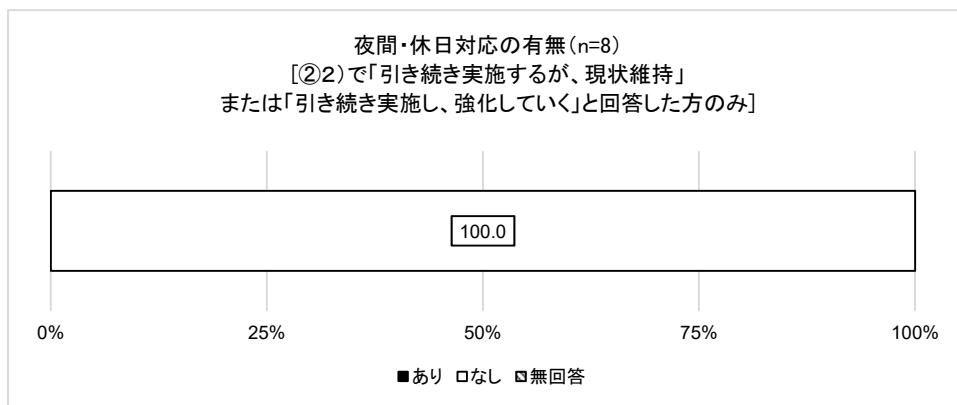 夜間・休日対応の有無(n=8)
[②2)で「引き続き実施するが、現状維持」
または「引き続き実施し、強化していく」と回答した方のみ]
100.0
0% 25% 50% 75% 100%
■あり □なし ▧無回答